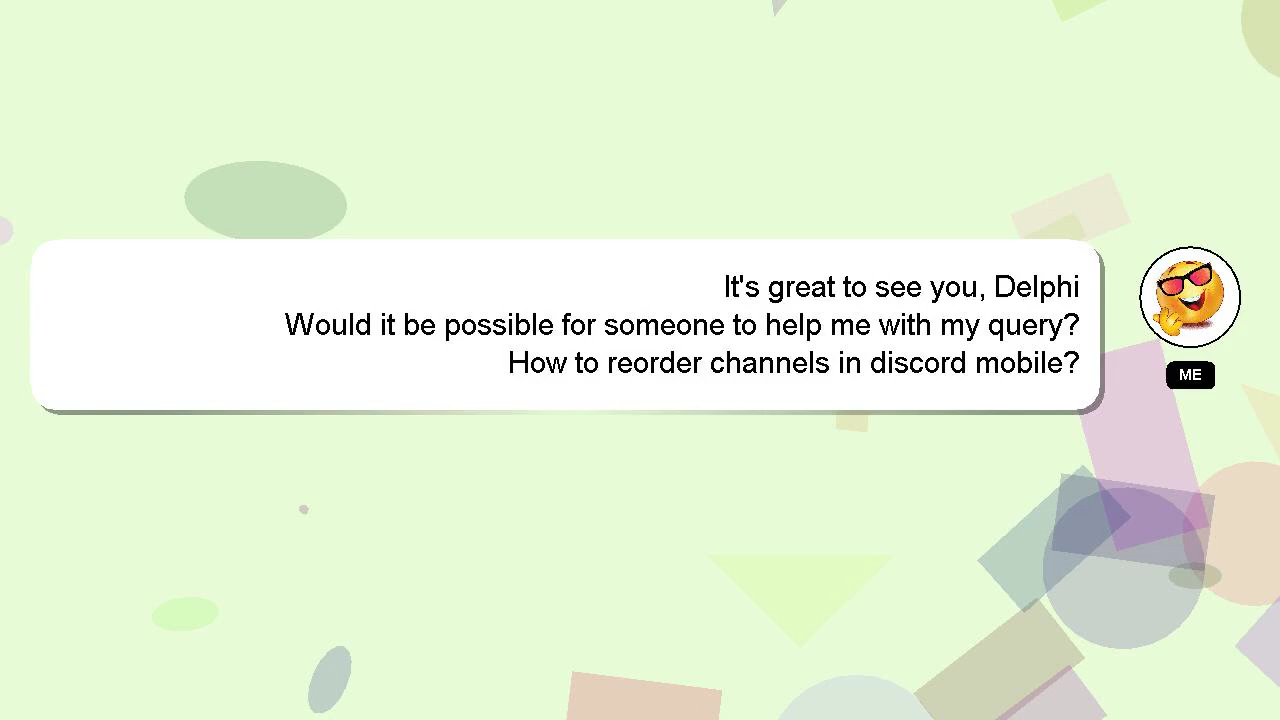 It's great to see you, Delphi
Would it be possible for someone to help me with my query?
How to reorder channels in discord mobile?
ME